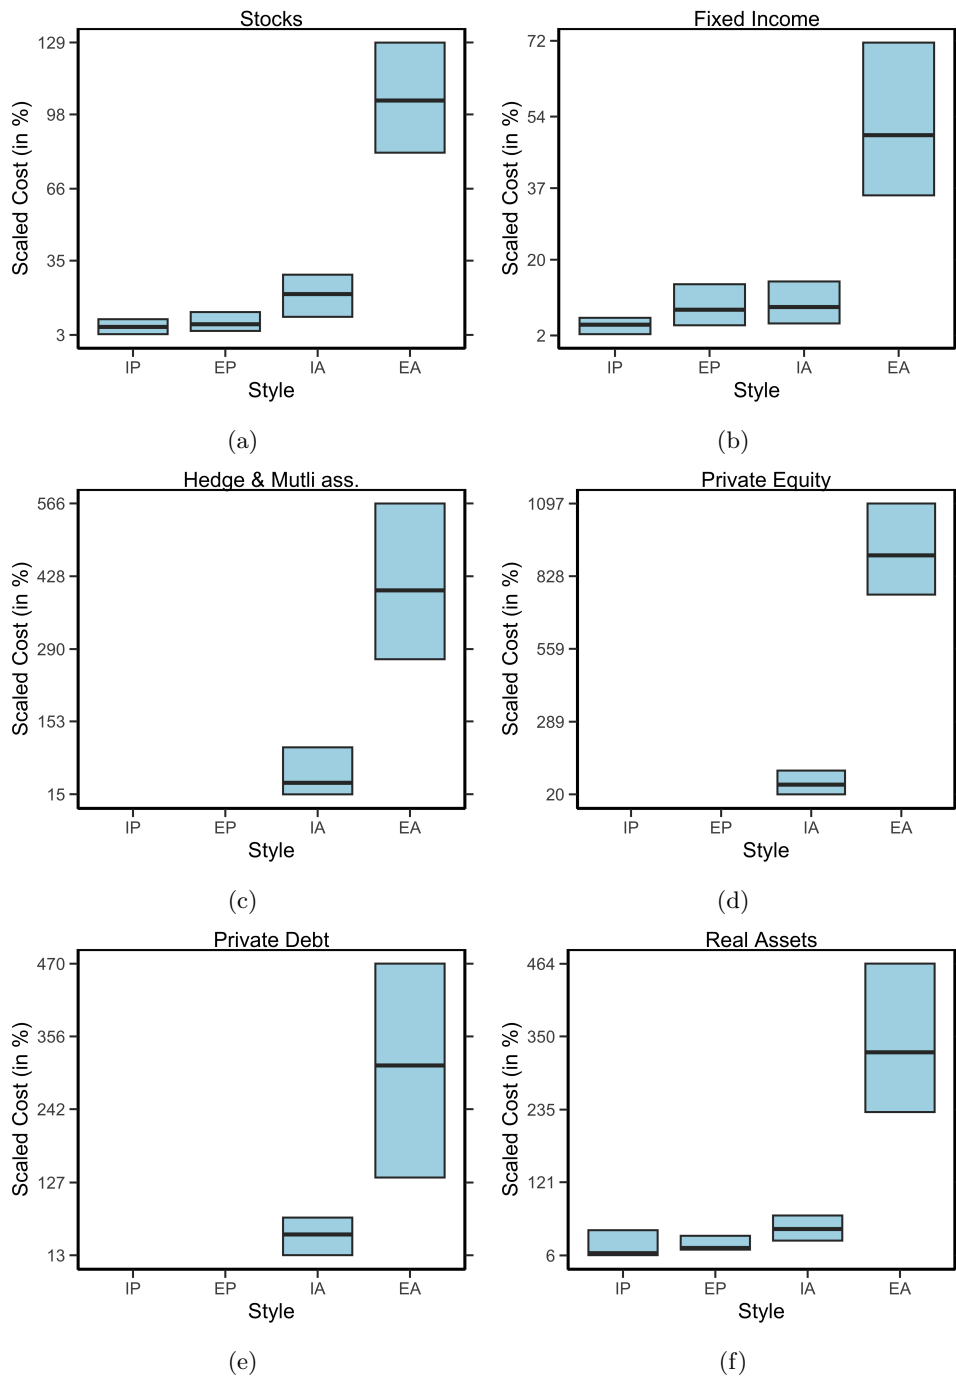 Stocks
Scaled Cost (in %)
129
98
66
35
3
IP EP IA EA
Style
(a)
Fixed Income
Scaled Cost (in %)
72
54
37
20
2
IP EP IA EA
Style
(b)
Hedge & Mutli ass.
Scaled Cost (in %)
566
428
290
153
15
IP EP IA EA
Style
(c)
Private Equity
Scaled Cost (in %)
1097
828
559
289
20
IP EP IA EA
Style
(d)
Private Debt
Scaled Cost (in %)
470
356
242
127
13
IP EP IA EA
Style
(e)
Real Assets
Scaled Cost (in %)
464
350
235
121
6
IP EP IA EA
Style
(f)